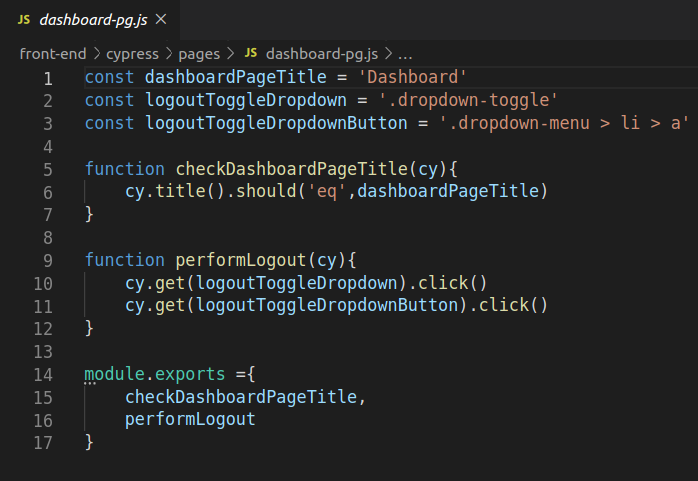 JS dashboard-pg.js ×
front-end > cypress > pages > JS dashboard-pg.js > ...
1 const dashboardPageTitle = 'Dashboard'
2 const logoutToggleDropdown = '.dropdown-toggle'
3 const logoutToggleDropdownButton = '.dropdown-menu > li > a'
4
5 function checkDashboardPageTitle(cy){
6     cy.title().should('eq',dashboardPageTitle)
7 }
8
9 function performLogout(cy){
10     cy.get(logoutToggleDropdown).click()
11     cy.get(logoutToggleDropdownButton).click()
12 }
13
14 module.exports ={
15     checkDashboardPageTitle,
16     performLogout
17 }